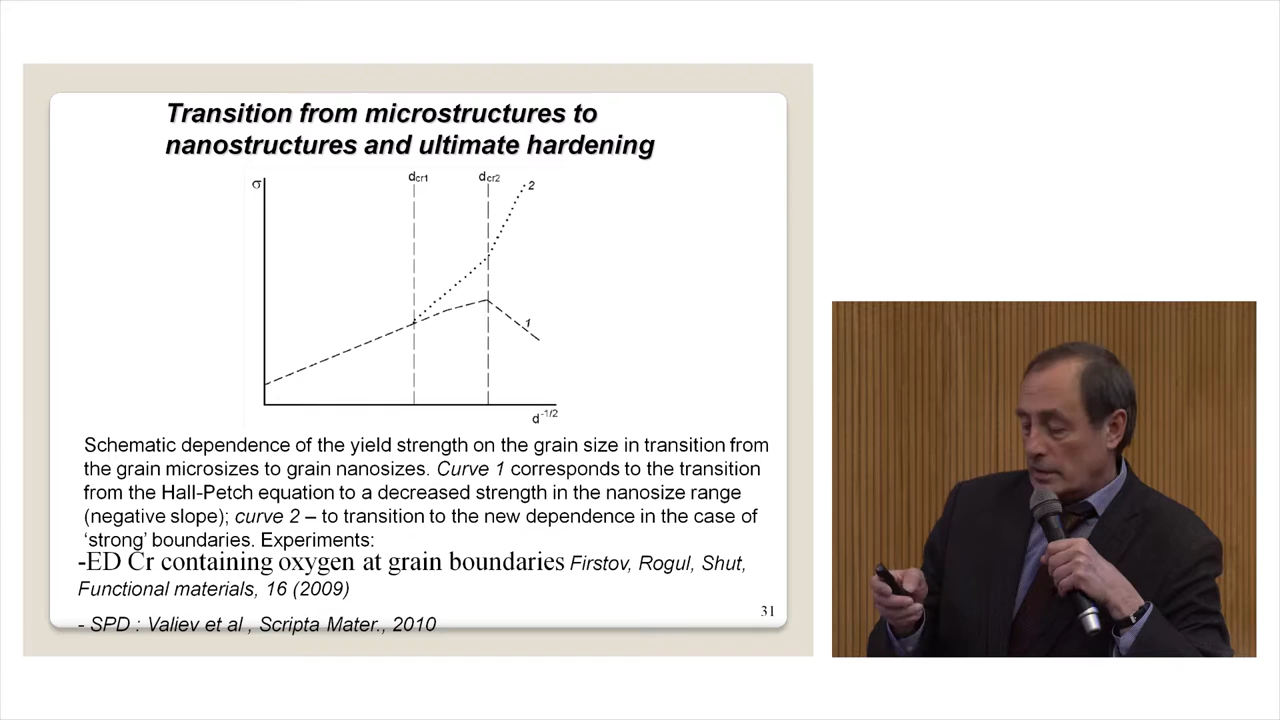 Transition from microstructures to
nanostructures and ultimate hardening
σ
dcr1
dcr2
2
1
d-1/2
Schematic dependence of the yield strength on the grain size in transition from
the grain microsizes to grain nanosizes. Curve 1 corresponds to the transition
from the Hall-Petch equation to a decreased strength in the nanosize range
(negative slope); curve 2 – to transition to the new dependence in the case of
‘strong’ boundaries. Experiments:
-ED Cr containing oxygen at grain boundaries Firstov, Rogul, Shut,
Functional materials, 16 (2009)
31
- SPD : Valiev et al , Scripta Mater., 2010